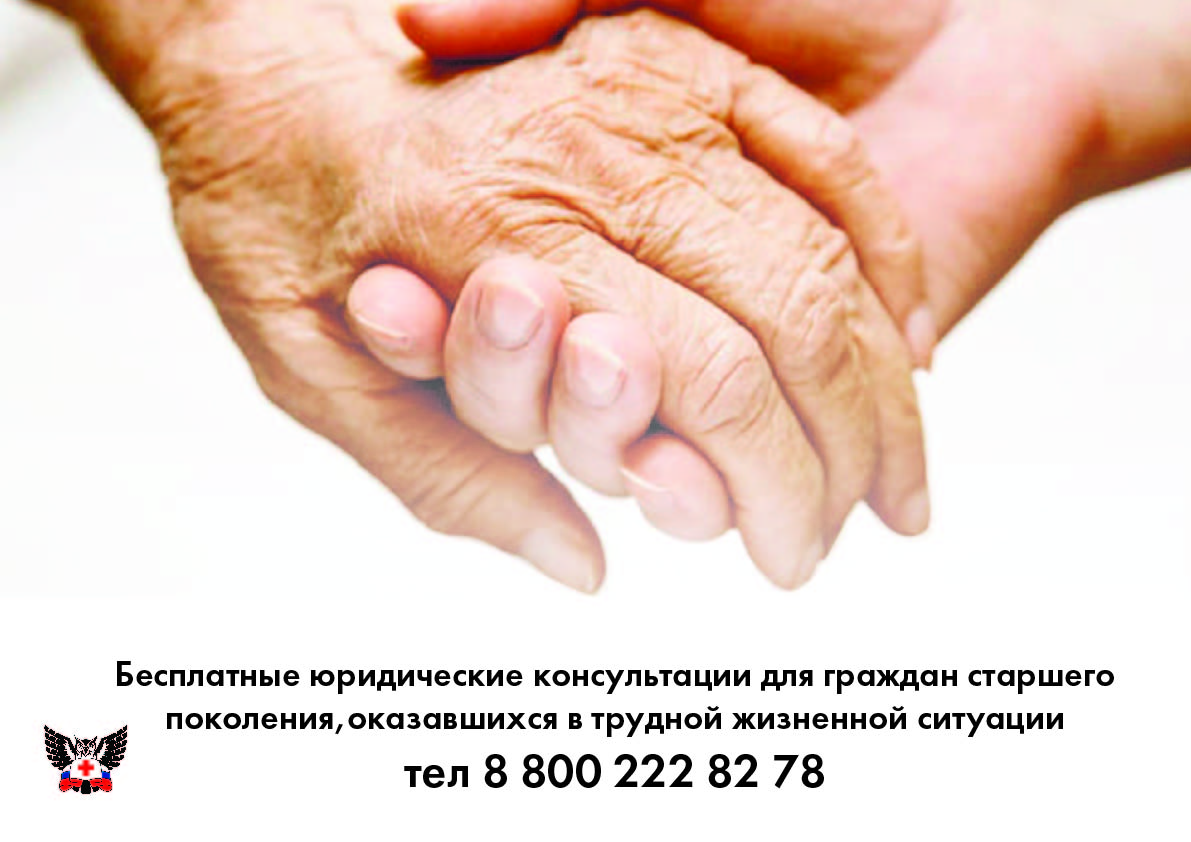 Бесплатные юридические консультации для граждан старшего
поколения,оказавшихся в трудной жизненной ситуации
тел 8 800 222 82 78